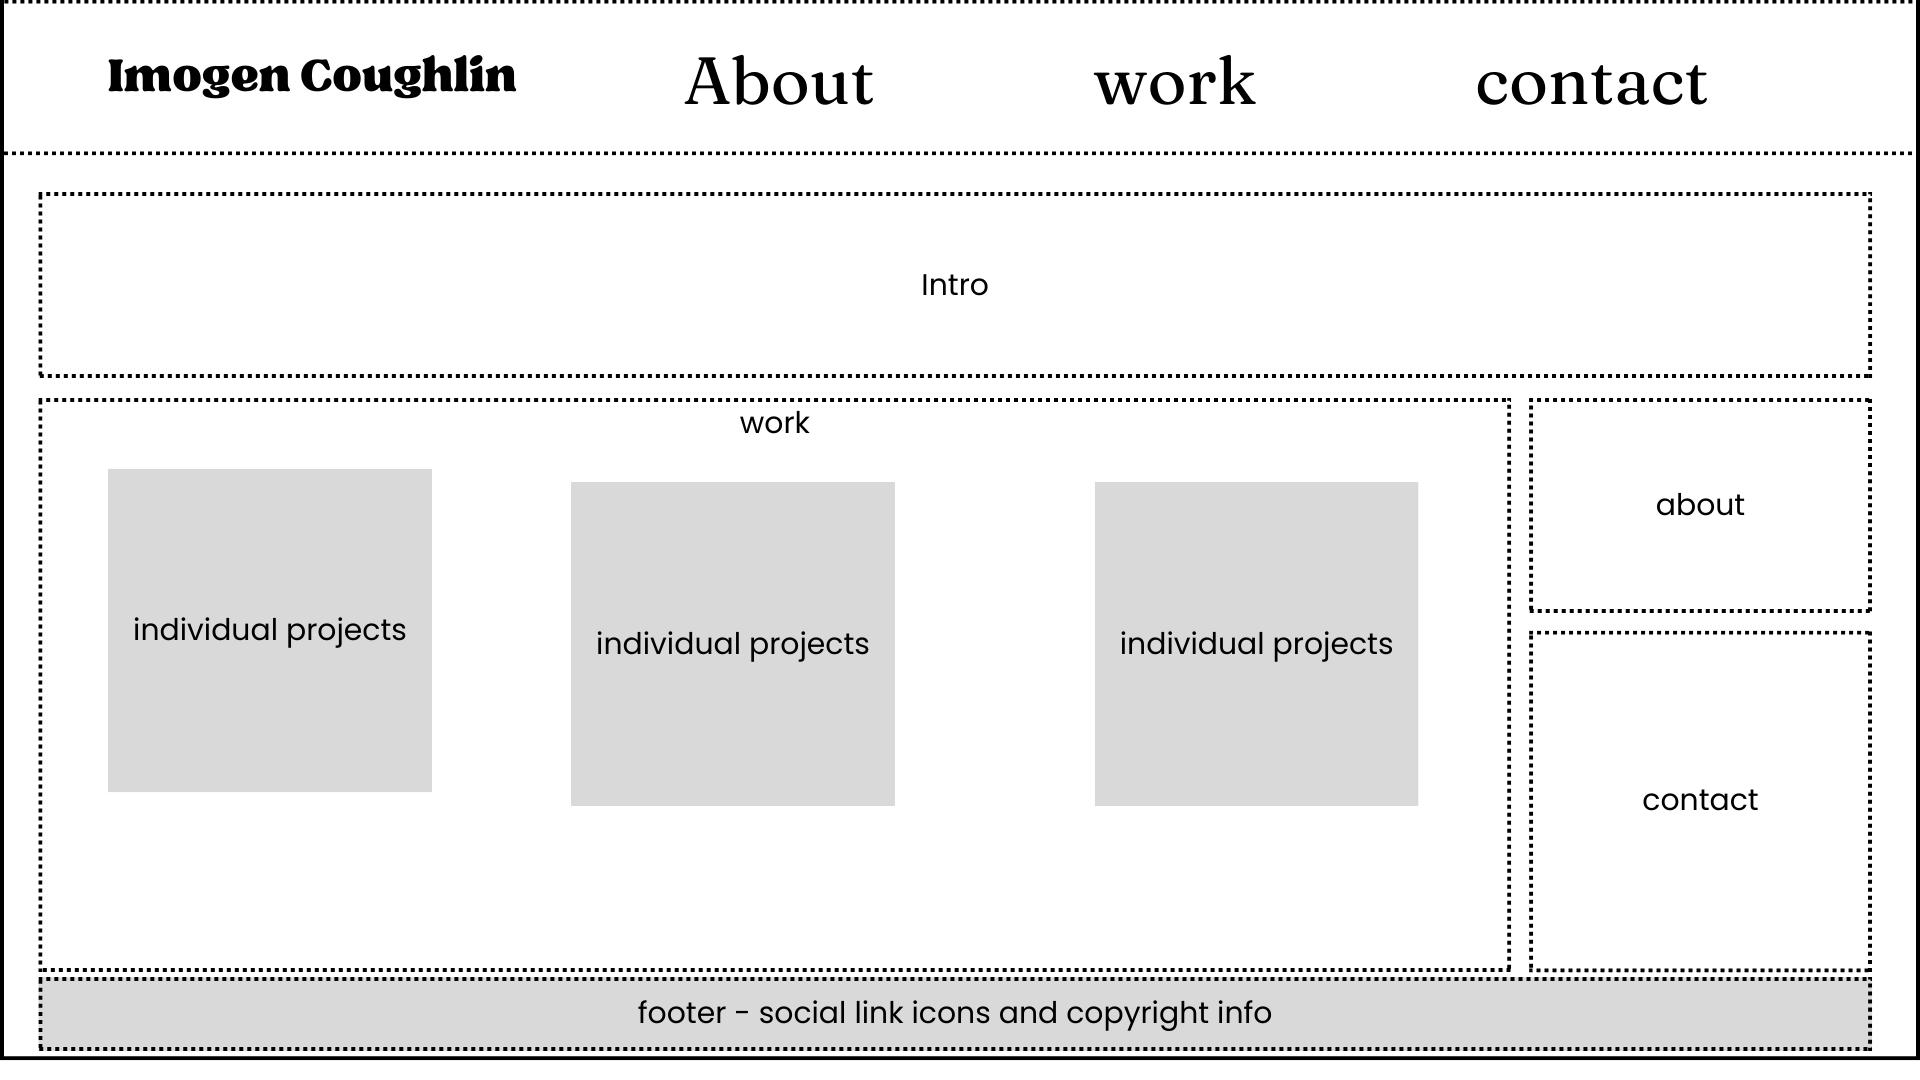 Imogen Coughlin
About
work
contact
Intro
work
individual projects
individual projects
individual projects
about
contact
footer - social link icons and copyright info